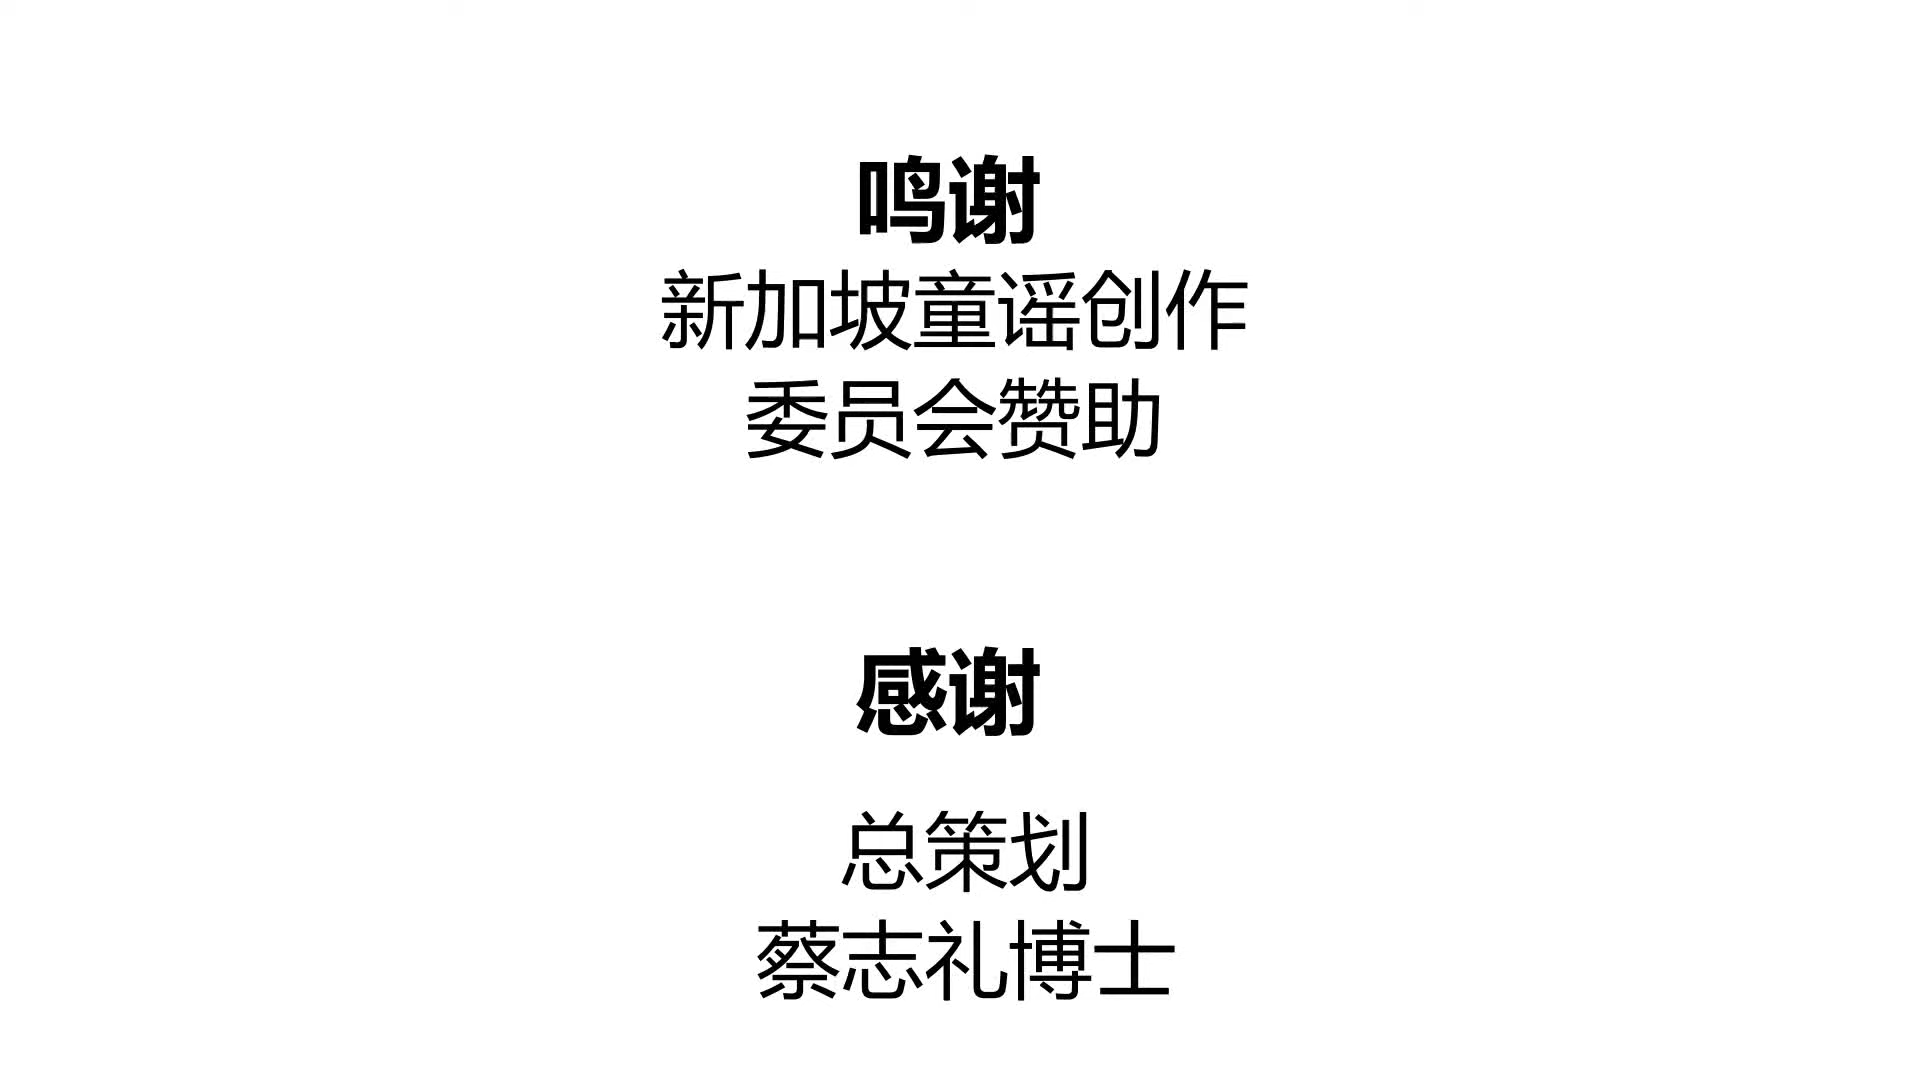 鸣谢
新加坡童谣创作
委员会赞助
感谢
总策划
蔡志礼博士